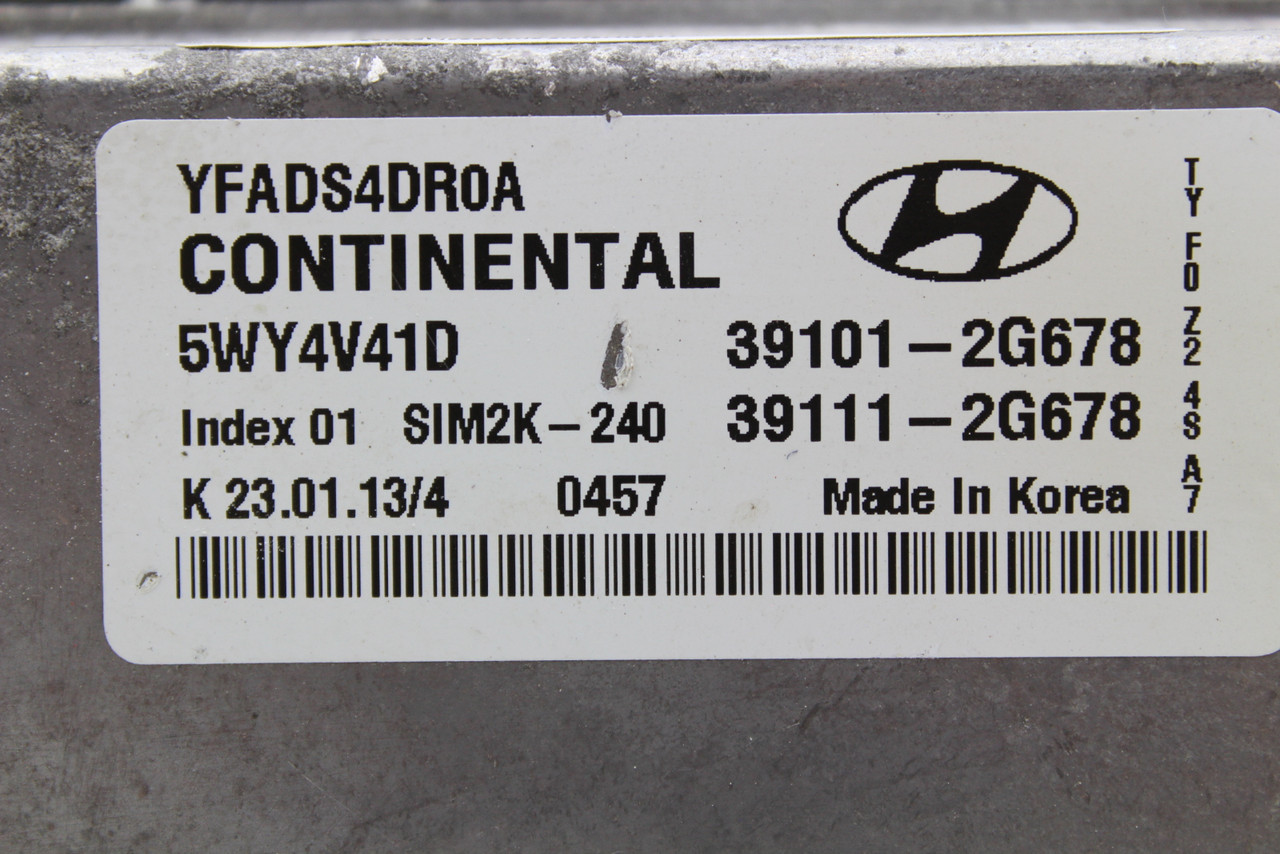 YFADS4DR0A
CONTINENTAL
5WY4V41D 39101-2G678
Index 01 SIM2K-240 39111-2G678
K 23.01.13/4 0457 Made In Korea
TY F0 Z2 4S A7